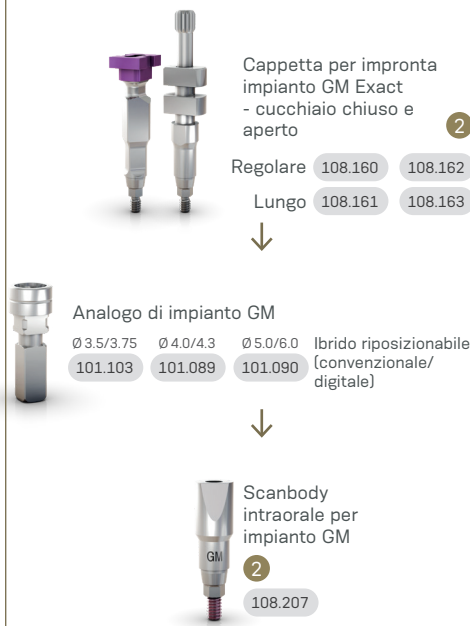 Cappetta per impronta
impianto GM Exact
- cucchiaio chiuso e
aperto
2
Regolare 108.160 108.162
Lungo 108.161 108.163
Analogo di impianto GM
Ø 3.5/3.75 Ø 4.0/4.3 Ø 5.0/6.0 Ibrido riposizionabile
101.103 101.089 101.090 (convenzionale/
digitale)
Scanbody
intraorale per
impianto GM
GM
2
108.207